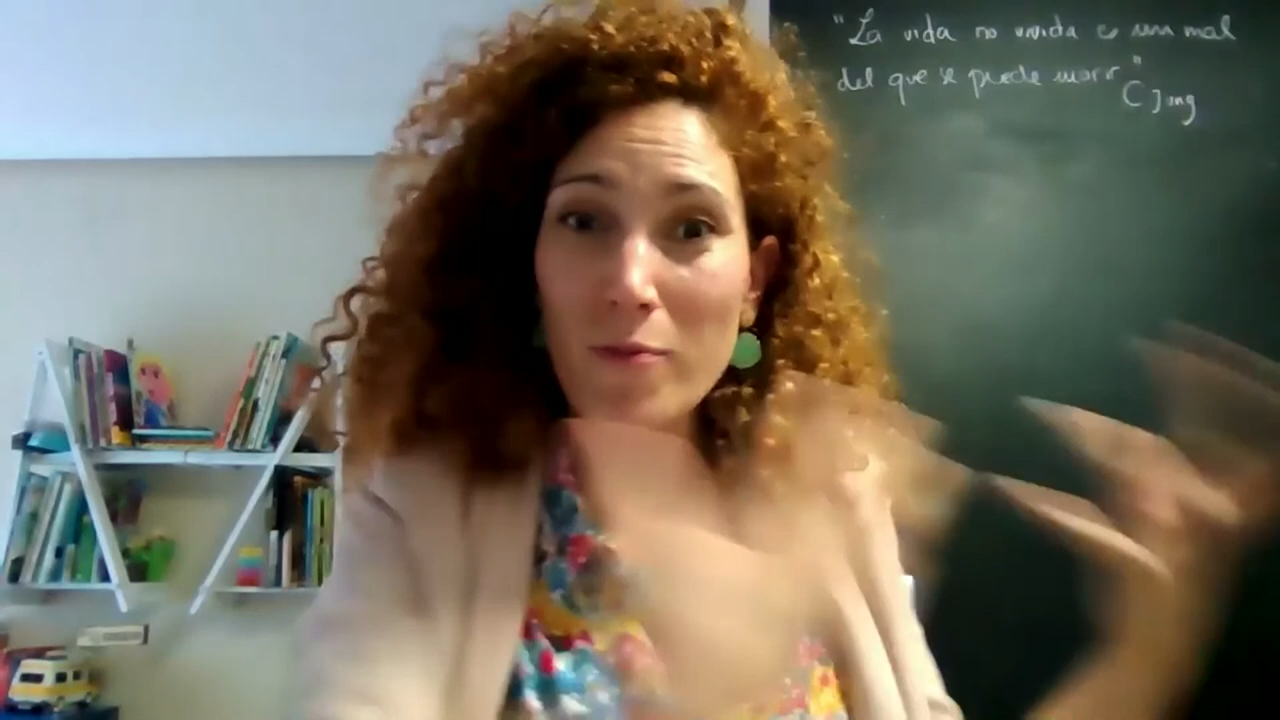 "La vida no vivida es un mal
del que se puede morir"
C Jung